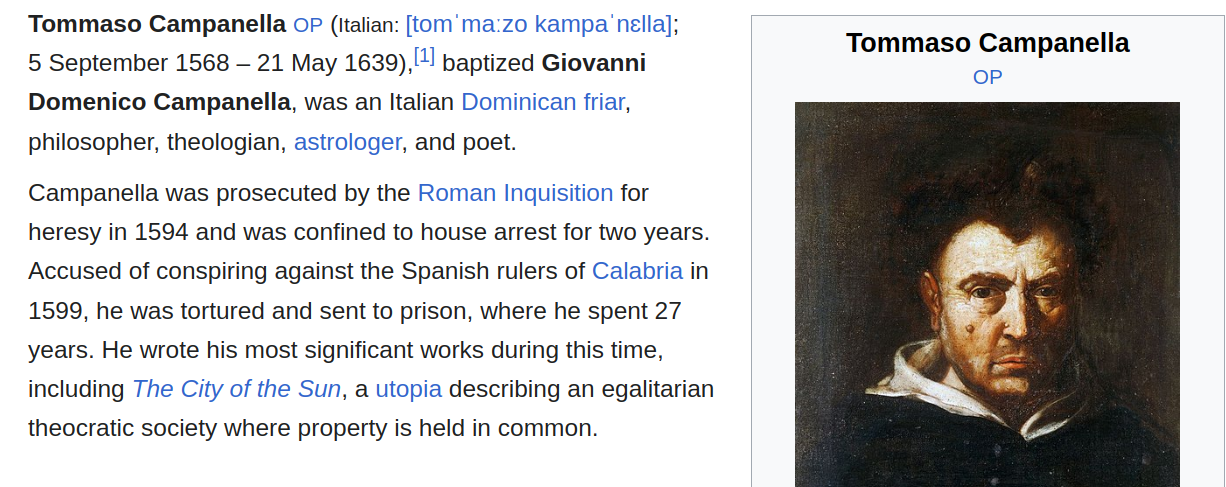 Tommaso Campanella OP (Italian: [tomˈmaːzo kampaˈnɛlla];
5 September 1568 – 21 May 1639),[1] baptized Giovanni
Domenico Campanella, was an Italian Dominican friar,
philosopher, theologian, astrologer, and poet.
Campanella was prosecuted by the Roman Inquisition for
heresy in 1594 and was confined to house arrest for two years.
Accused of conspiring against the Spanish rulers of Calabria in
1599, he was tortured and sent to prison, where he spent 27
years. He wrote his most significant works during this time,
including The City of the Sun, a utopia describing an egalitarian
theocratic society where property is held in common.
Tommaso Campanella
OP